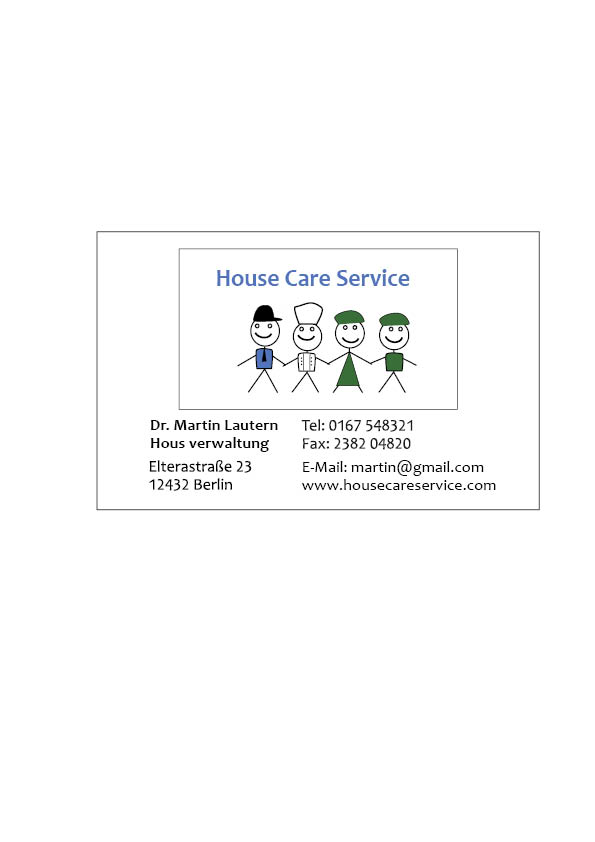 House Care Service
Dr. Martin Lautern
Hous verwaltung
Elterastraße 23
12432 Berlin
Tel: 0167 548321
Fax: 2382 04820
E-Mail: martin@gmail.com
www.housecareservice.com